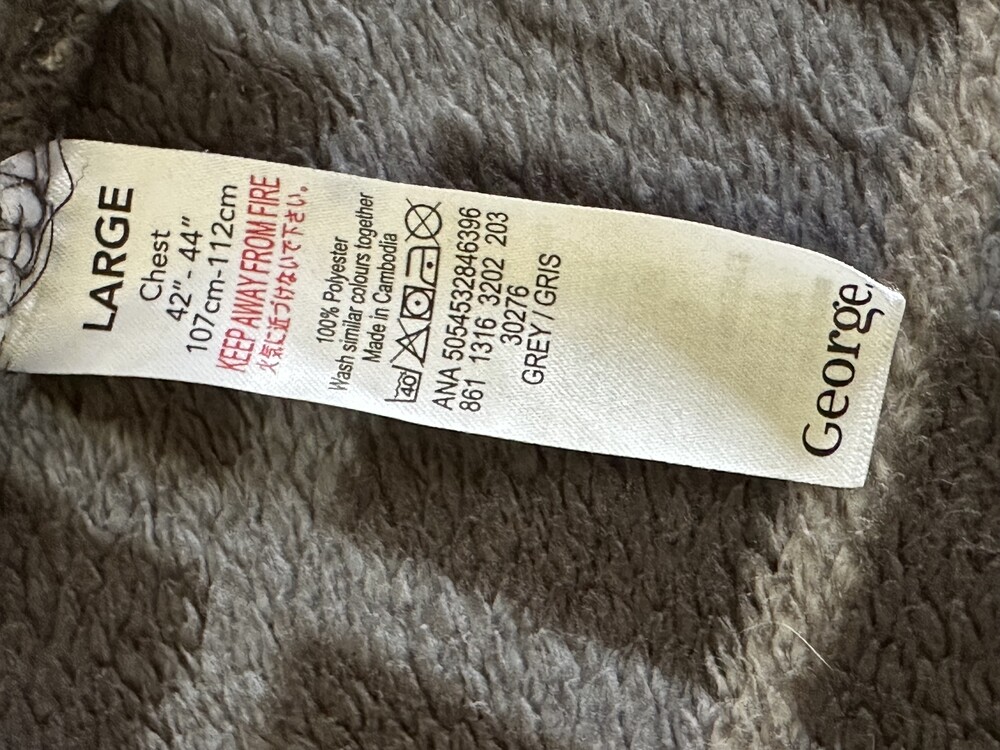 LARGE
Chest
42" - 44"
107cm-112cm
KEEP AWAY FROM FIRE
火気に近づけないで下さい。
100% Polyester
Wash similar colours together
Made in Cambodia
40°
ANA 5054532846396
861 1316 3202 203
30276
GREY / GRIS
George.